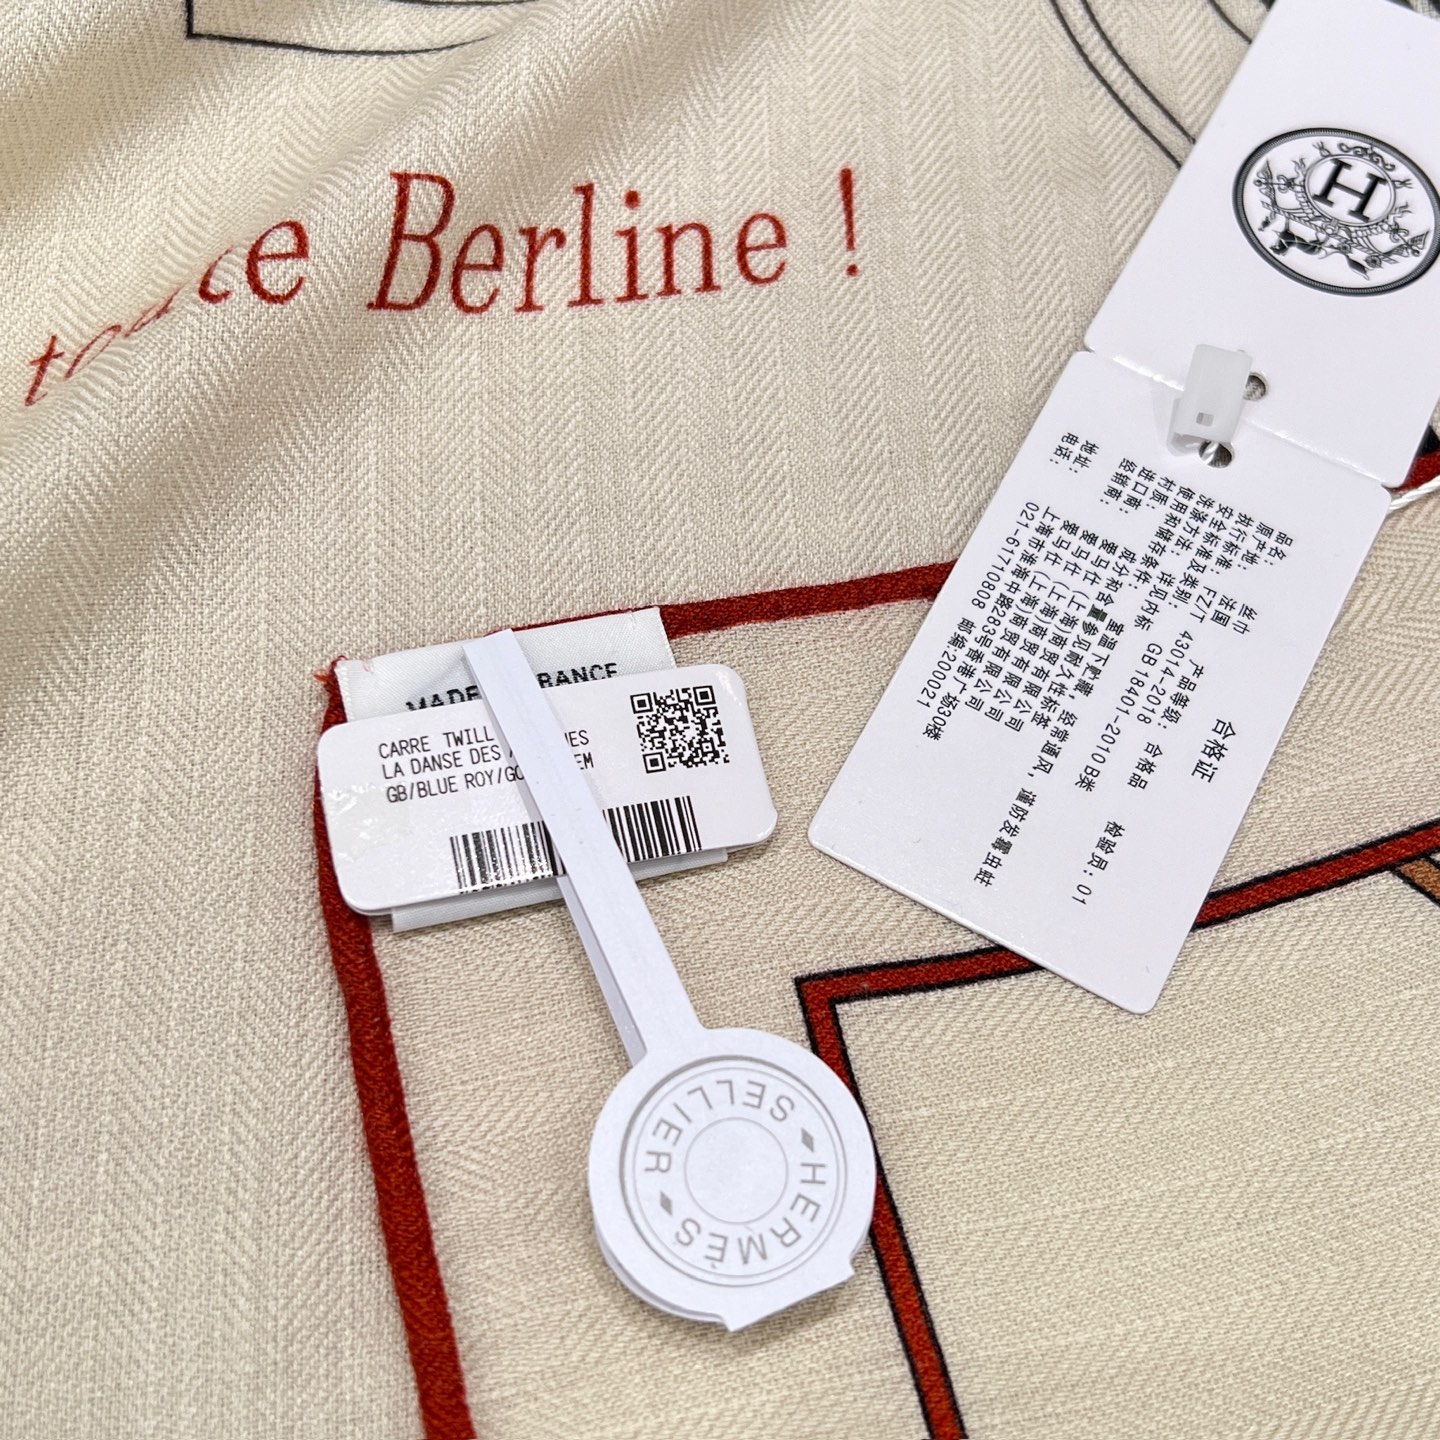 toute Berline !
MADE FRANCE
CARRE TWILL
LA DANSE DES
GB/BLUE ROY/GO
HERMÈS
SELLIER
H
合格证
品名: 丝巾 产品等级: 合格品 检验员: 01
原产地: 法国
执行标准: FZ/T 43014-2018
安全标准及类别: GB 18401-2010 B类
洗涤方法: 详见内标
使用和储存条件: 室温下贮藏, 经常通风, 谨防发霉虫蛀
材质: 成分和含量参见耐久性标签
进口商: 爱马仕 (上海) 商贸有限公司
经销商: 爱马仕 (上海) 商贸有限公司
地址: 上海市淮海中路283号香港广场30楼
电话: 021-61710808 邮编:200021